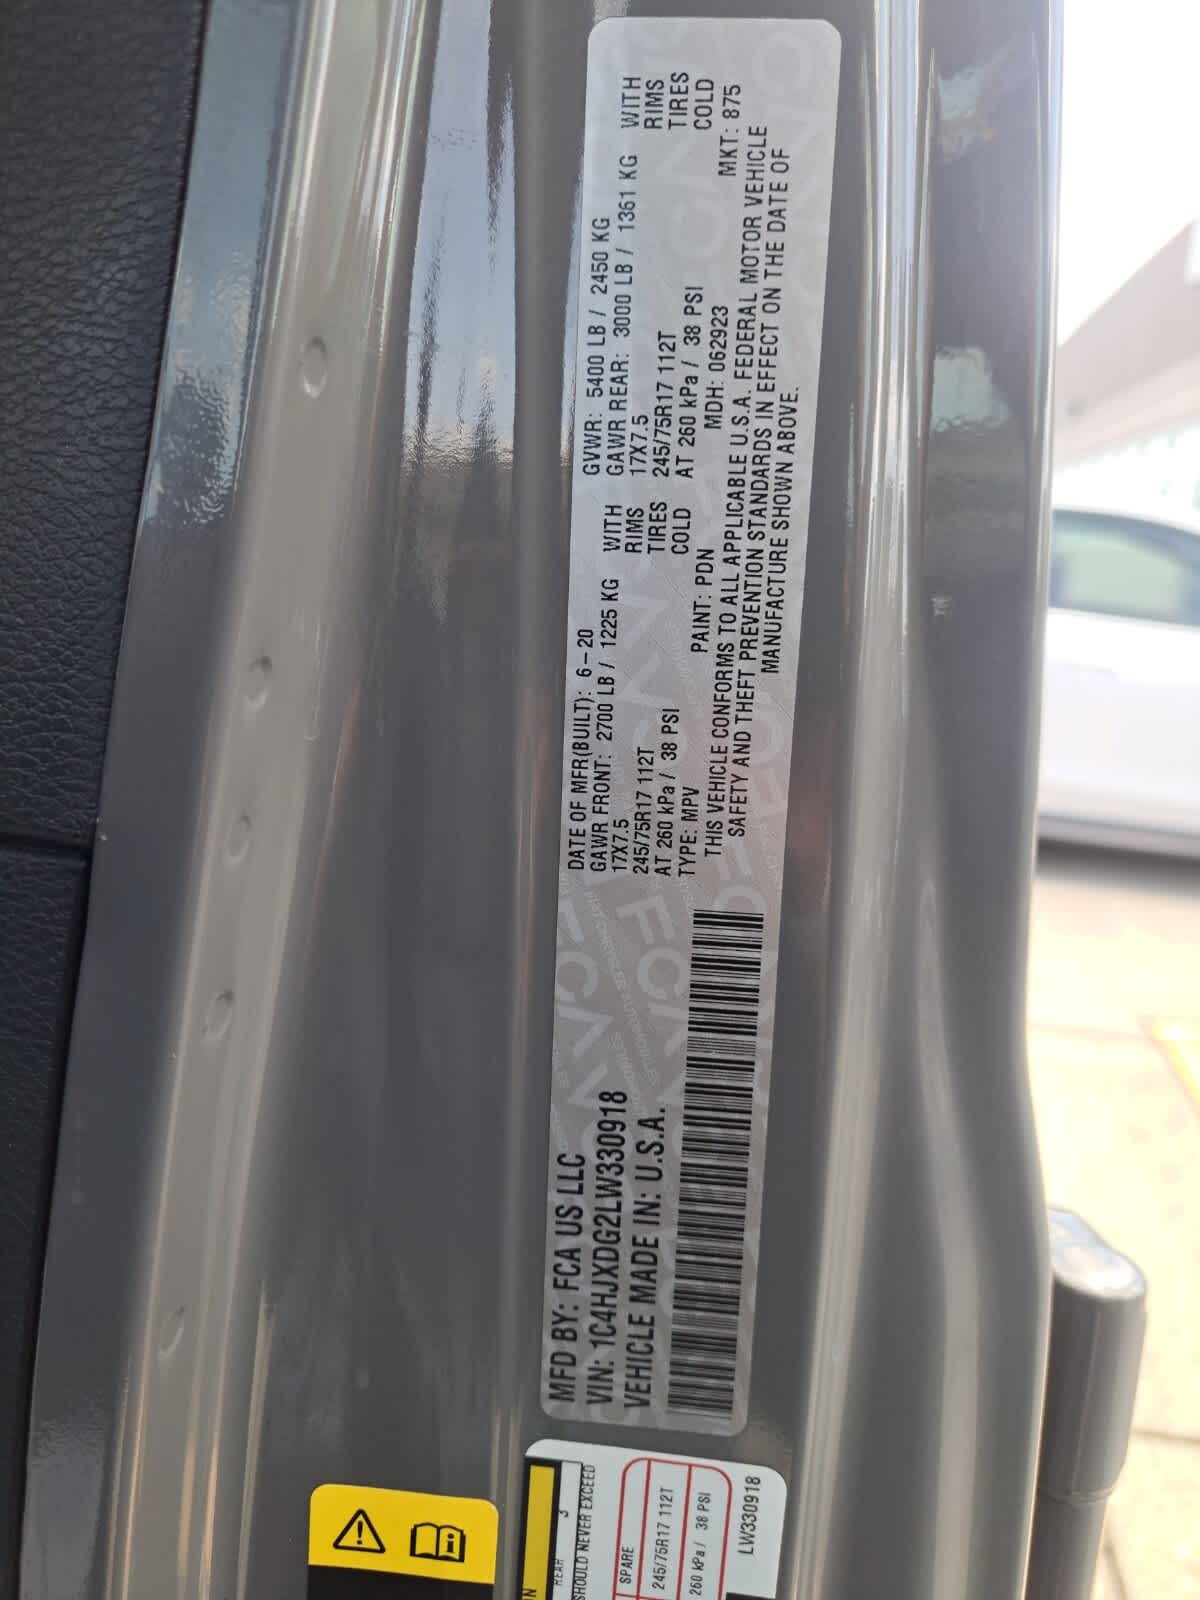 MFD BY: FCA US LLC
VIN: 1C4HJXDG2LW330918
VEHICLE MADE IN: U.S.A.
DATE OF MFR(BUILT): 6-20 GVWR: 5400 LB / 2450 KG
GAWR FRONT: 2700 LB / 1225 KG WITH GAWR REAR: 3000 LB / 1361 KG WITH
17X7.5 RIMS 17X7.5 RIMS
245/75R17 112T TIRES 245/75R17 112T TIRES
AT 260 kPa / 38 PSI COLD AT 260 kPa / 38 PSI COLD
TYPE: MPV PAINT: PDN MDH: 062923 MKT: 875
THIS VEHICLE CONFORMS TO ALL APPLICABLE U.S.A. FEDERAL MOTOR VEHICLE
SAFETY AND THEFT PREVENTION STANDARDS IN EFFECT ON THE DATE OF
MANUFACTURE SHOWN ABOVE.
REAR 3
SHOULD NEVER EXCEED
SPARE
245/75R17 112T
260 kPa / 38 PSI
LW330918